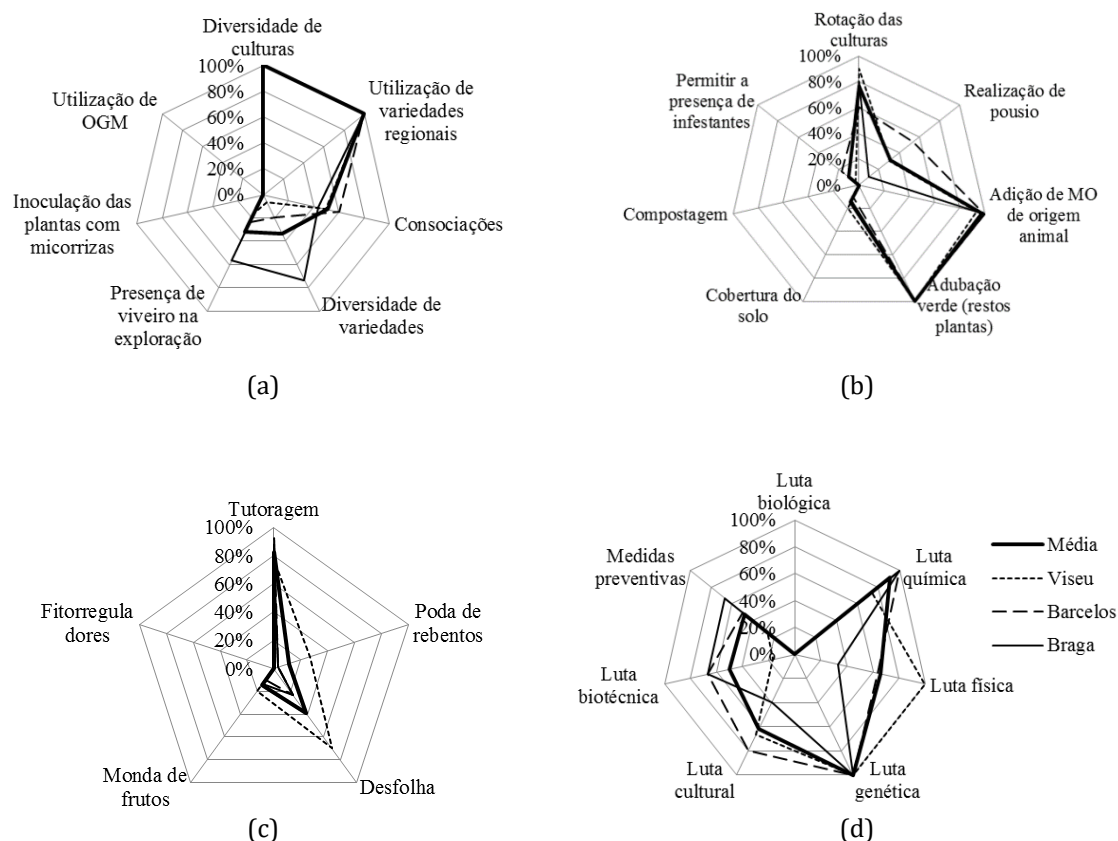 Diversidade de
culturas
100%
80%
60%
40%
20%
0%
Utilização de
variedades
regionais
Consociações
Diversidade de
variedades
Presença de
viveiro na
exploração
Inoculação das
plantas com
micorrizas
Utilização de
OGM
(a)
Rotação das
culturas
100%
80%
60%
40%
20%
0%
Realização de
pousio
Adição de MO
de origem
animal
Adubação
verde (restos
plantas)
Cobertura do
solo
Compostagem
Permitir a
presença de
infestantes
(b)
Tutoragem
100%
80%
60%
40%
20%
0%
Poda de
rebentos
Desfolha
Monda de
frutos
Fitorregula
dores
(c)
Luta
biológica
100%
80%
60%
40%
20%
0%
Luta
química
Luta física
Luta
genética
Luta
cultural
Luta
biotécnica
Medidas
preventivas
Média
Viseu
Barcelos
Braga
(d)